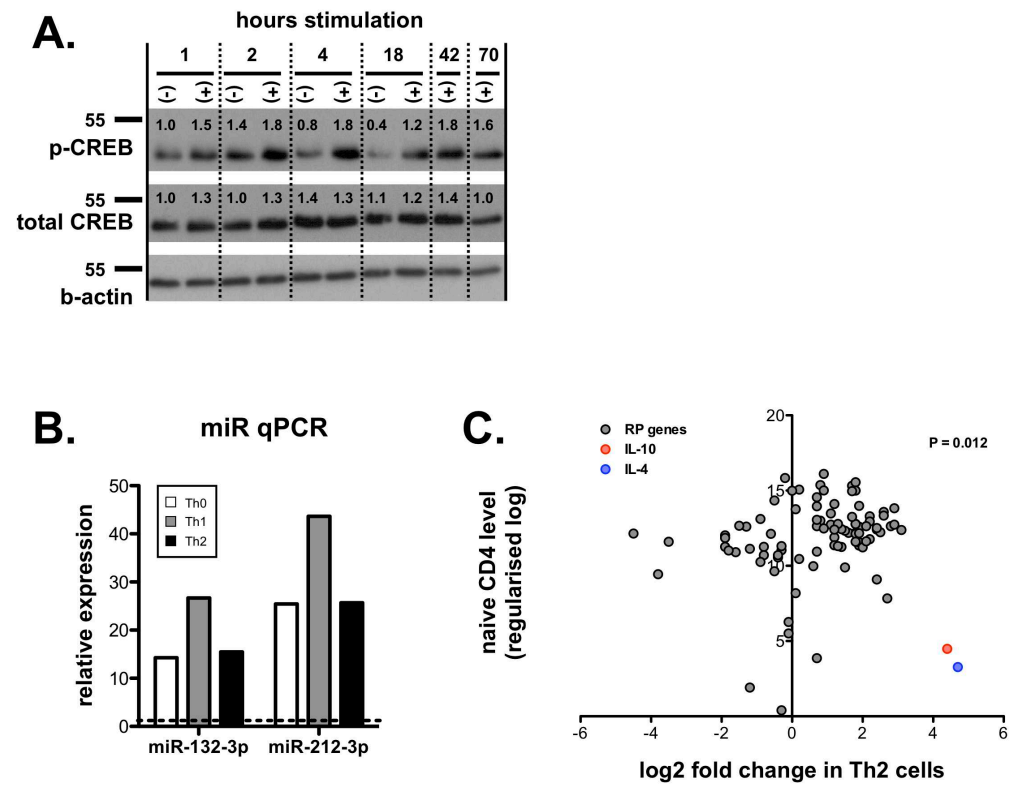 A.
hours stimulation
1 2 4 18 42 70
(-) (+) (-) (+) (-) (+) (-) (+) (+) (+)
55
1.0 1.5 1.4 1.8 0.8 1.8 0.4 1.2 1.8 1.6
p-CREB
55
1.0 1.3 1.0 1.3 1.4 1.3 1.1 1.2 1.4 1.0
total CREB
55
b-actin
B.
miR qPCR
relative expression
50
40
30
20
10
0
Th0
Th1
Th2
miR-132-3p miR-212-3p
C.
RP genes
IL-10
IL-4
P = 0.012
naive CD4 level
(regularised log)
20
15
10
5
-6 -4 -2 0 2 4 6
log2 fold change in Th2 cells